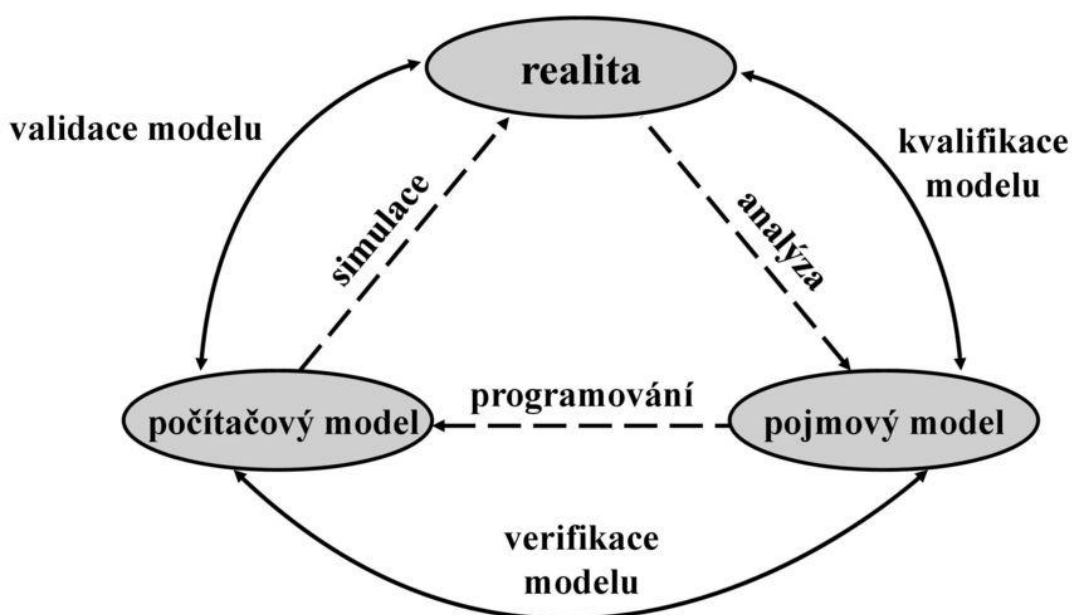 realita
validace modelu
kvalifikace
modelu
simulace
analýza
programování
počítačový model
pojmový model
verifikace
modelu